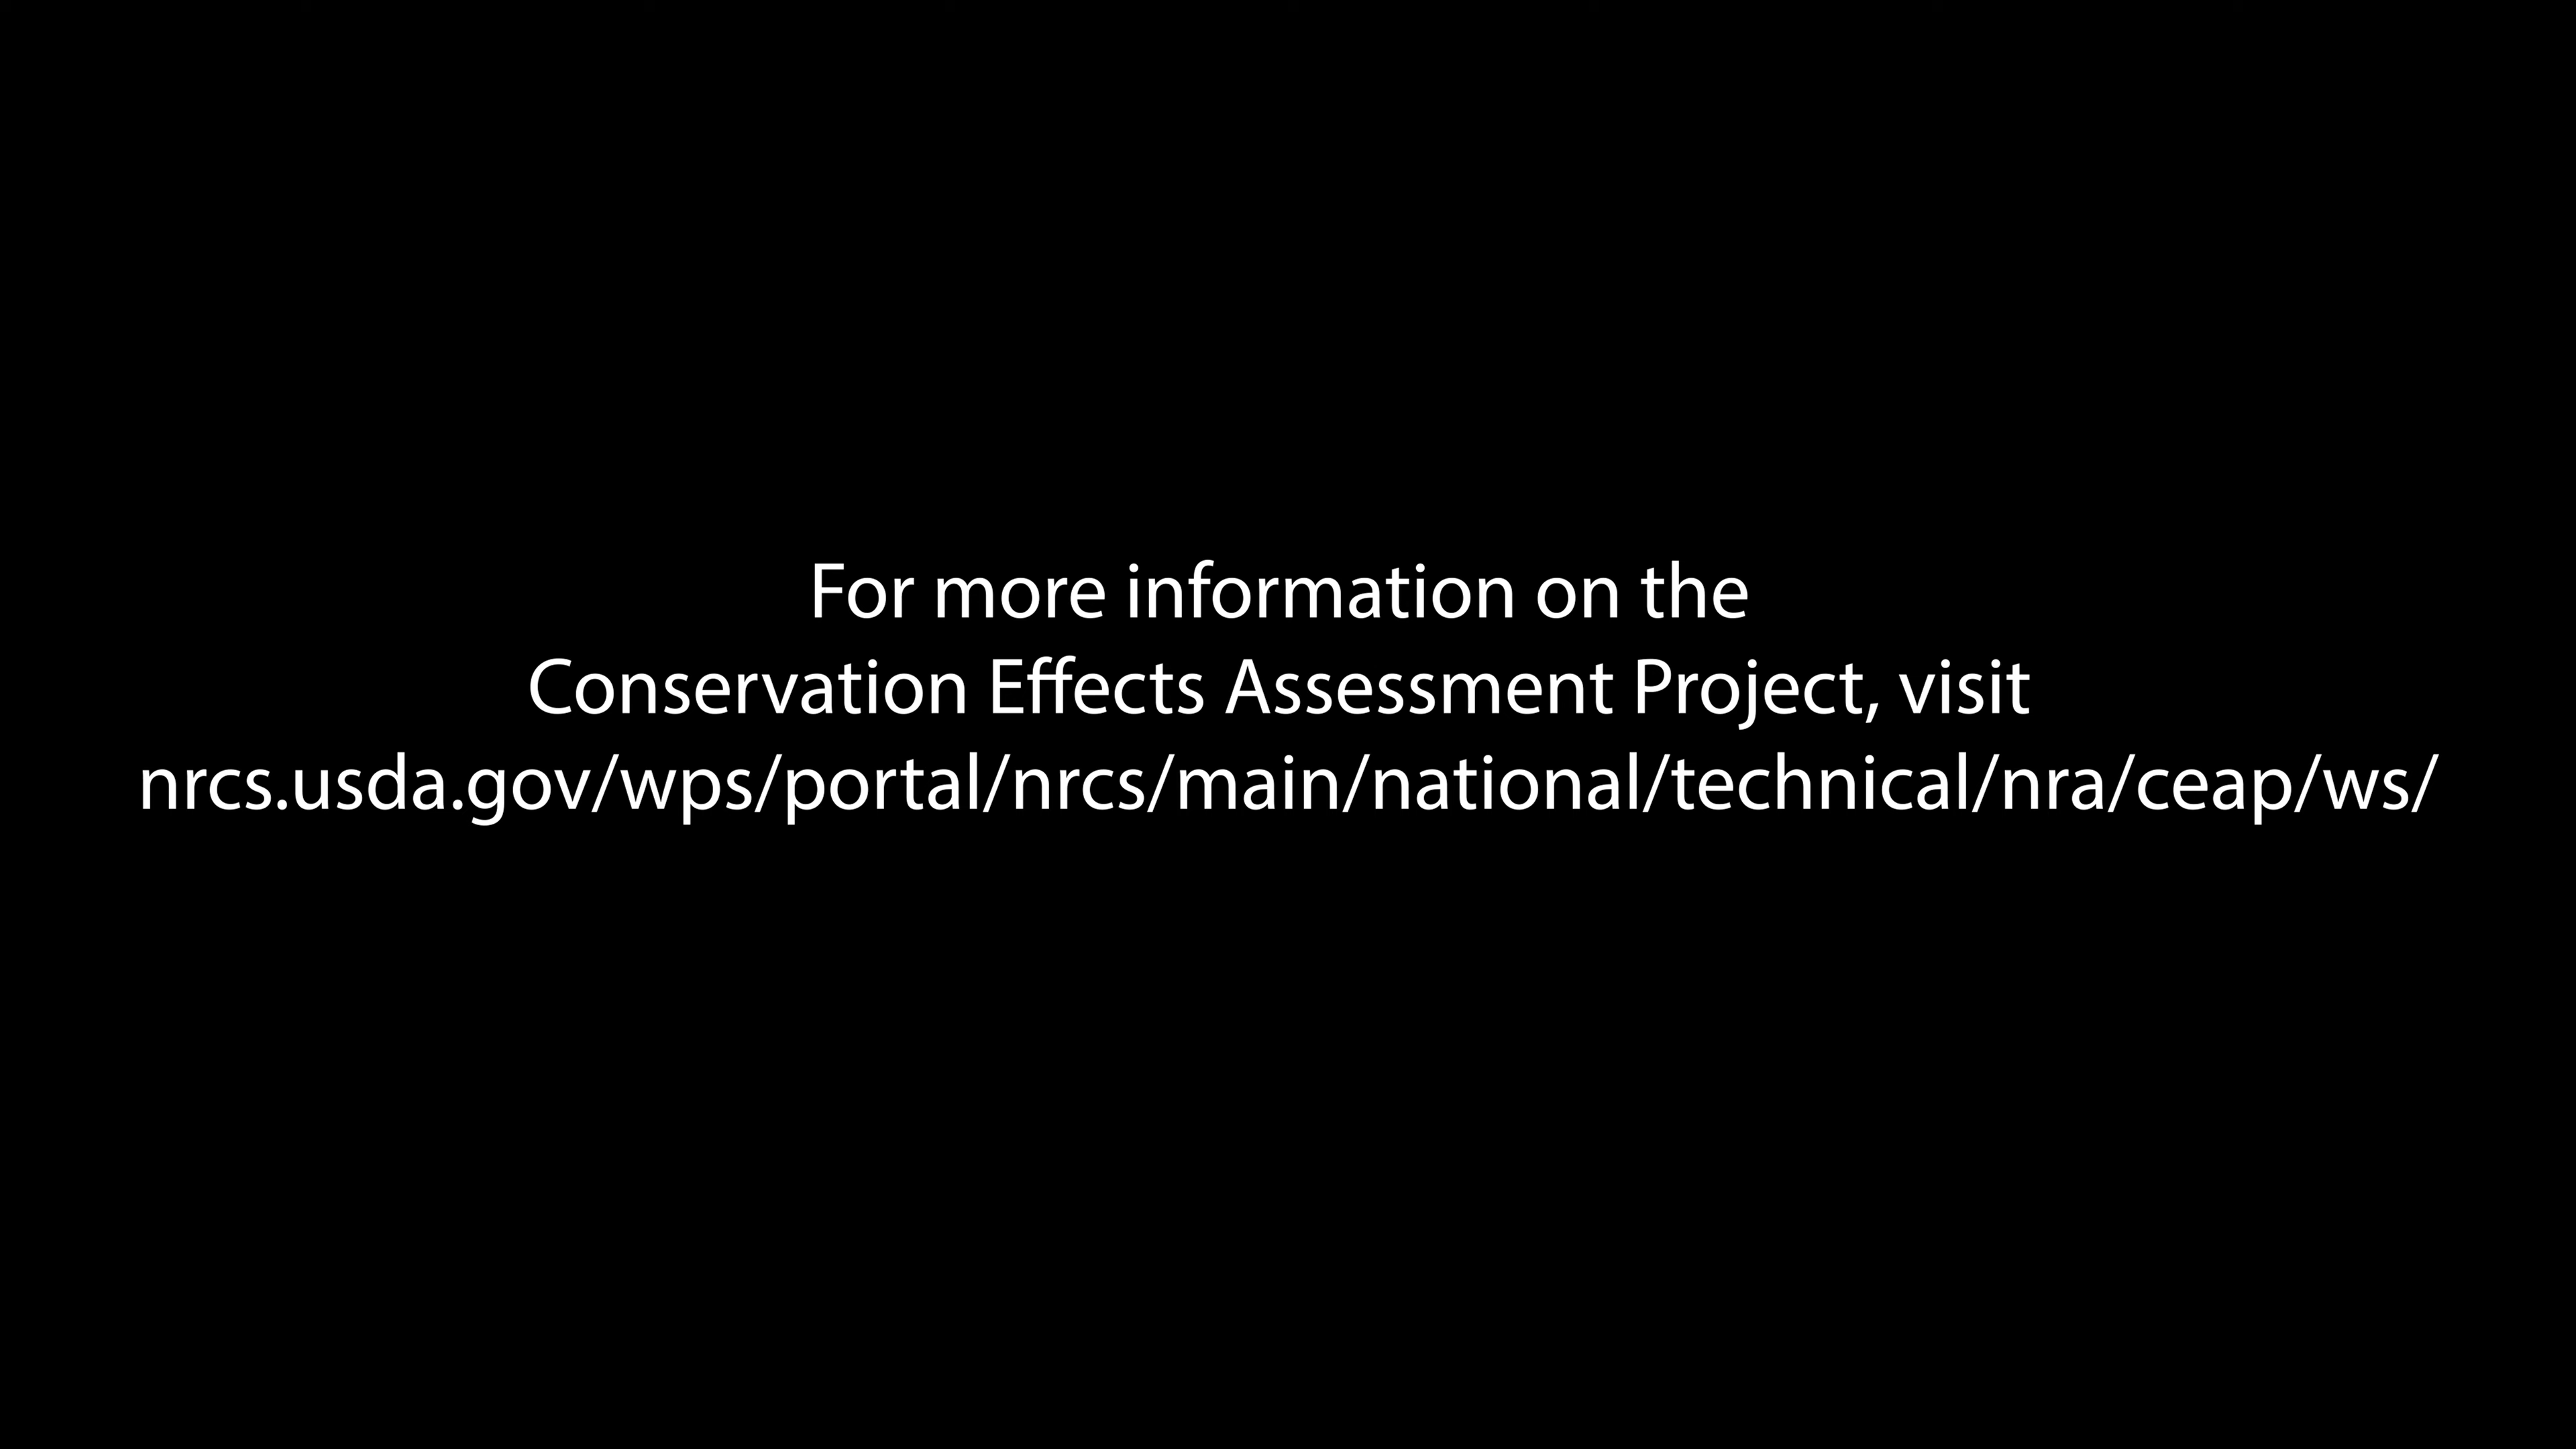 For more information on the
Conservation Effects Assessment Project, visit
nrcs.usda.gov/wps/portal/nrcs/main/national/technical/nra/ceap/ws/